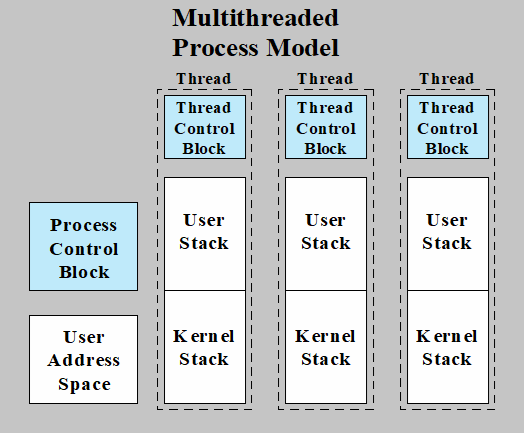 Multithreaded
Process Model
Thread
Thread
Thread
Thread
Control
Block
Thread
Control
Block
Thread
Control
Block
Process
Control
Block
User
Address
Space
User
Stack
Kernel
Stack
User
Stack
Kernel
Stack
User
Stack
Kernel
Stack